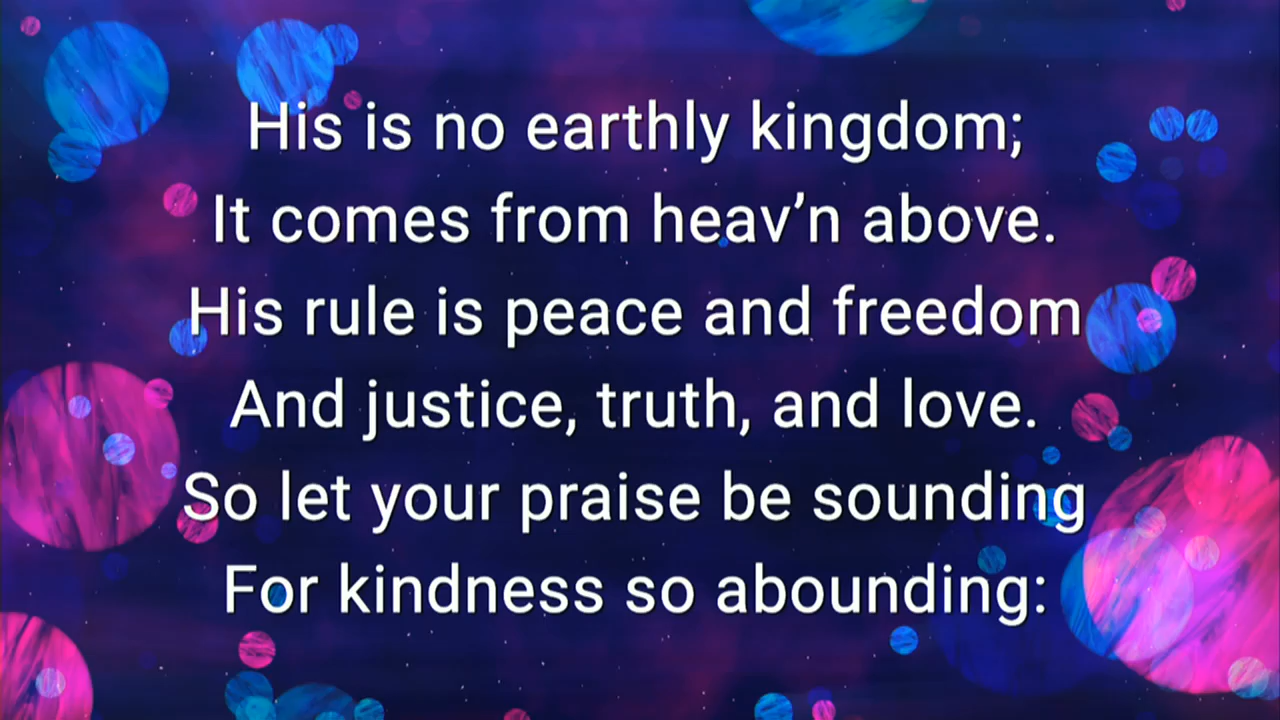 His is no earthly kingdom;
It comes from heav’n above.
His rule is peace and freedom
And justice, truth, and love.
So let your praise be sounding
For kindness so abounding: